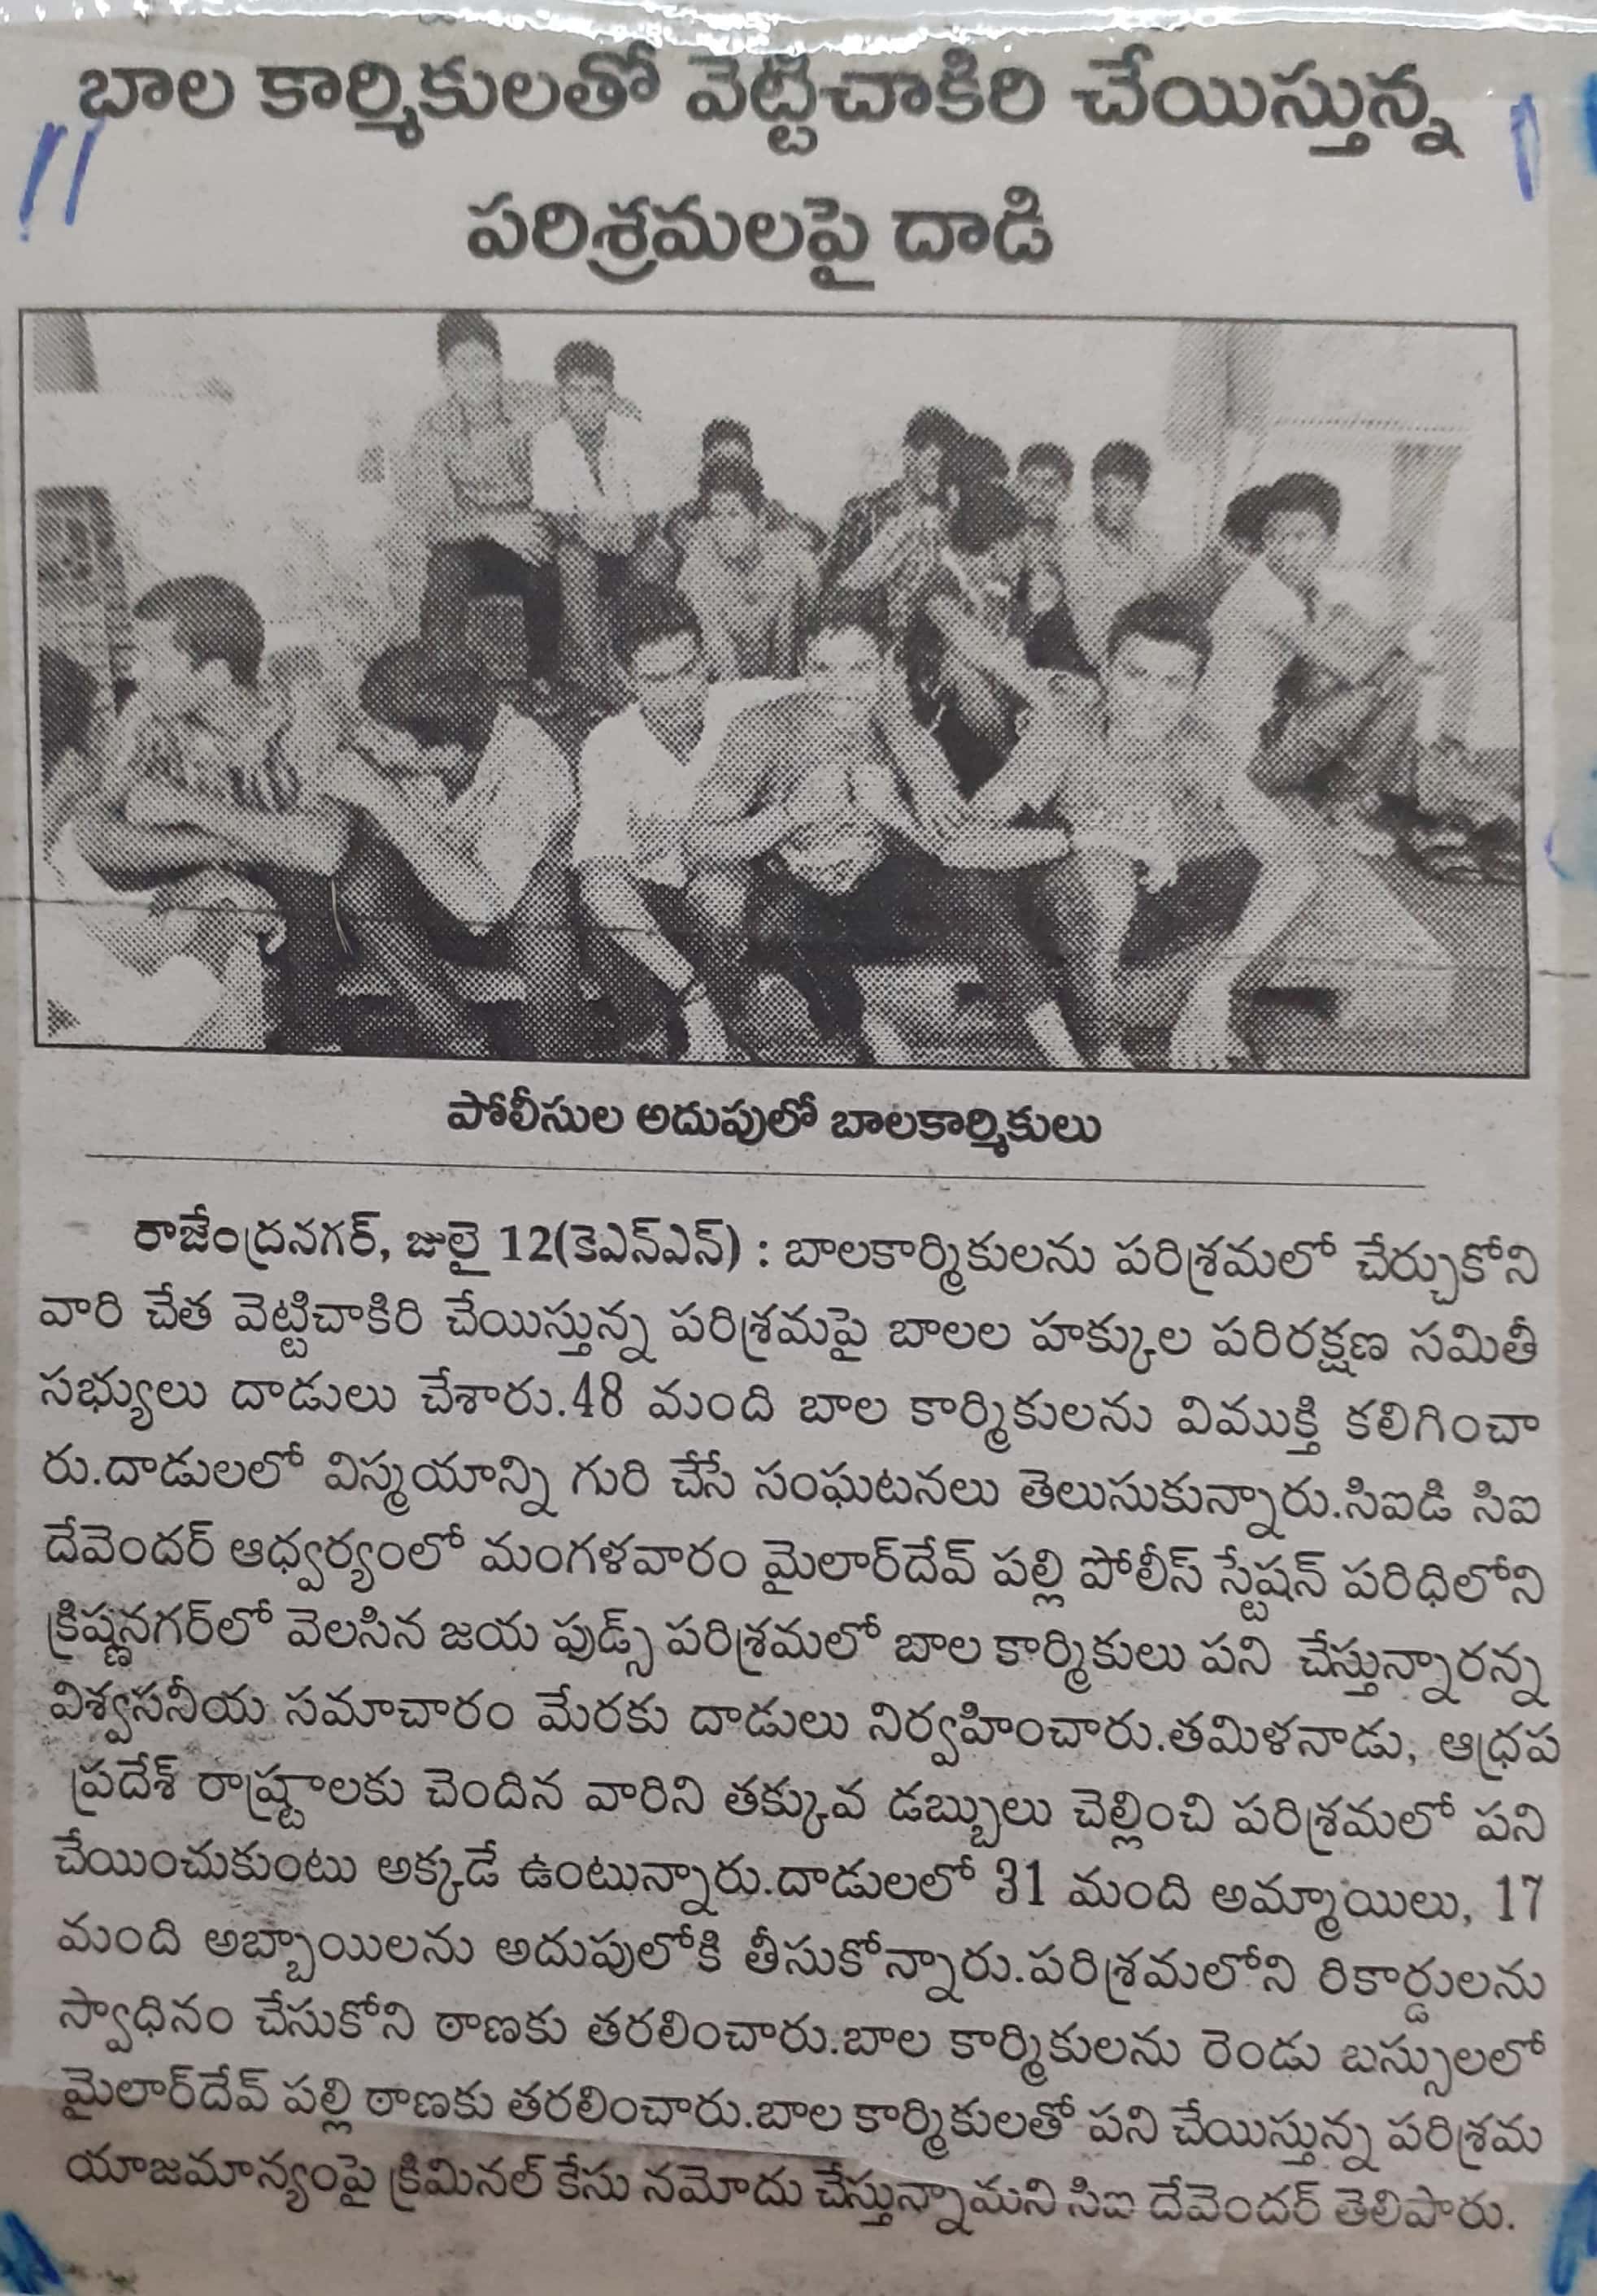 బాల కార్మికులతో వెట్టిచాకిరి చేయిస్తున్న
పరిశ్రమలపై దాడి
పోలీసుల అదుపులో బాలకార్మికులు
రాజేంద్రనగర్, జులై 12(కెఎన్ఎన్) : బాలకార్మికులను పరిశ్రమలో చేర్చుకోని
వారి చేత వెట్టిచాకిరి చేయిస్తున్న పరిశ్రమపై బాలల హక్కుల పరిరక్షణ సమితీ
సభ్యులు దాడులు చేశారు.48 మంది బాల కార్మికులను విముక్తి కలిగించా
రు.దాడులలో విస్మయాన్ని గురి చేసే సంఘటనలు తెలుసుకున్నారు.సిఐడి సిఐ
దేవెందర్ ఆధ్వర్యంలో మంగళవారం మైలార్‌దేవ్ పల్లి పోలీస్ స్టేషన్ పరిధిలోని
క్రిష్ణనగర్‌లో వెలసిన జయ ఫుడ్స్ పరిశ్రమలో బాల కార్మికులు పని చేస్తున్నారన్న
విశ్వసనీయ సమాచారం మేరకు దాడులు నిర్వహించారు.తమిళనాడు, ఆధ్రప
ప్రదేశ్ రాష్ట్రాలకు చెందిన వారిని తక్కువ డబ్బులు చెల్లించి పరిశ్రమలో పని
చేయించుకుంటు అక్కడే ఉంటున్నారు.దాడులలో 31 మంది అమ్మాయిలు, 17
మంది అబ్బాయిలను అదుపులోకి తీసుకోన్నారు.పరిశ్రమలోని రికార్డులను
స్వాధినం చేసుకోని ఠాణకు తరలించారు.బాల కార్మికులను రెండు బస్సులలో
మైలార్‌దేవ్ పల్లి ఠాణకు తరలించారు.బాల కార్మికులతో పని చేయిస్తున్న పరిశ్రమ
యాజమాన్యంపై క్రిమినల్ కేసు నమోదు చేస్తున్నామని సిఐ దేవెందర్ తెలిపారు.